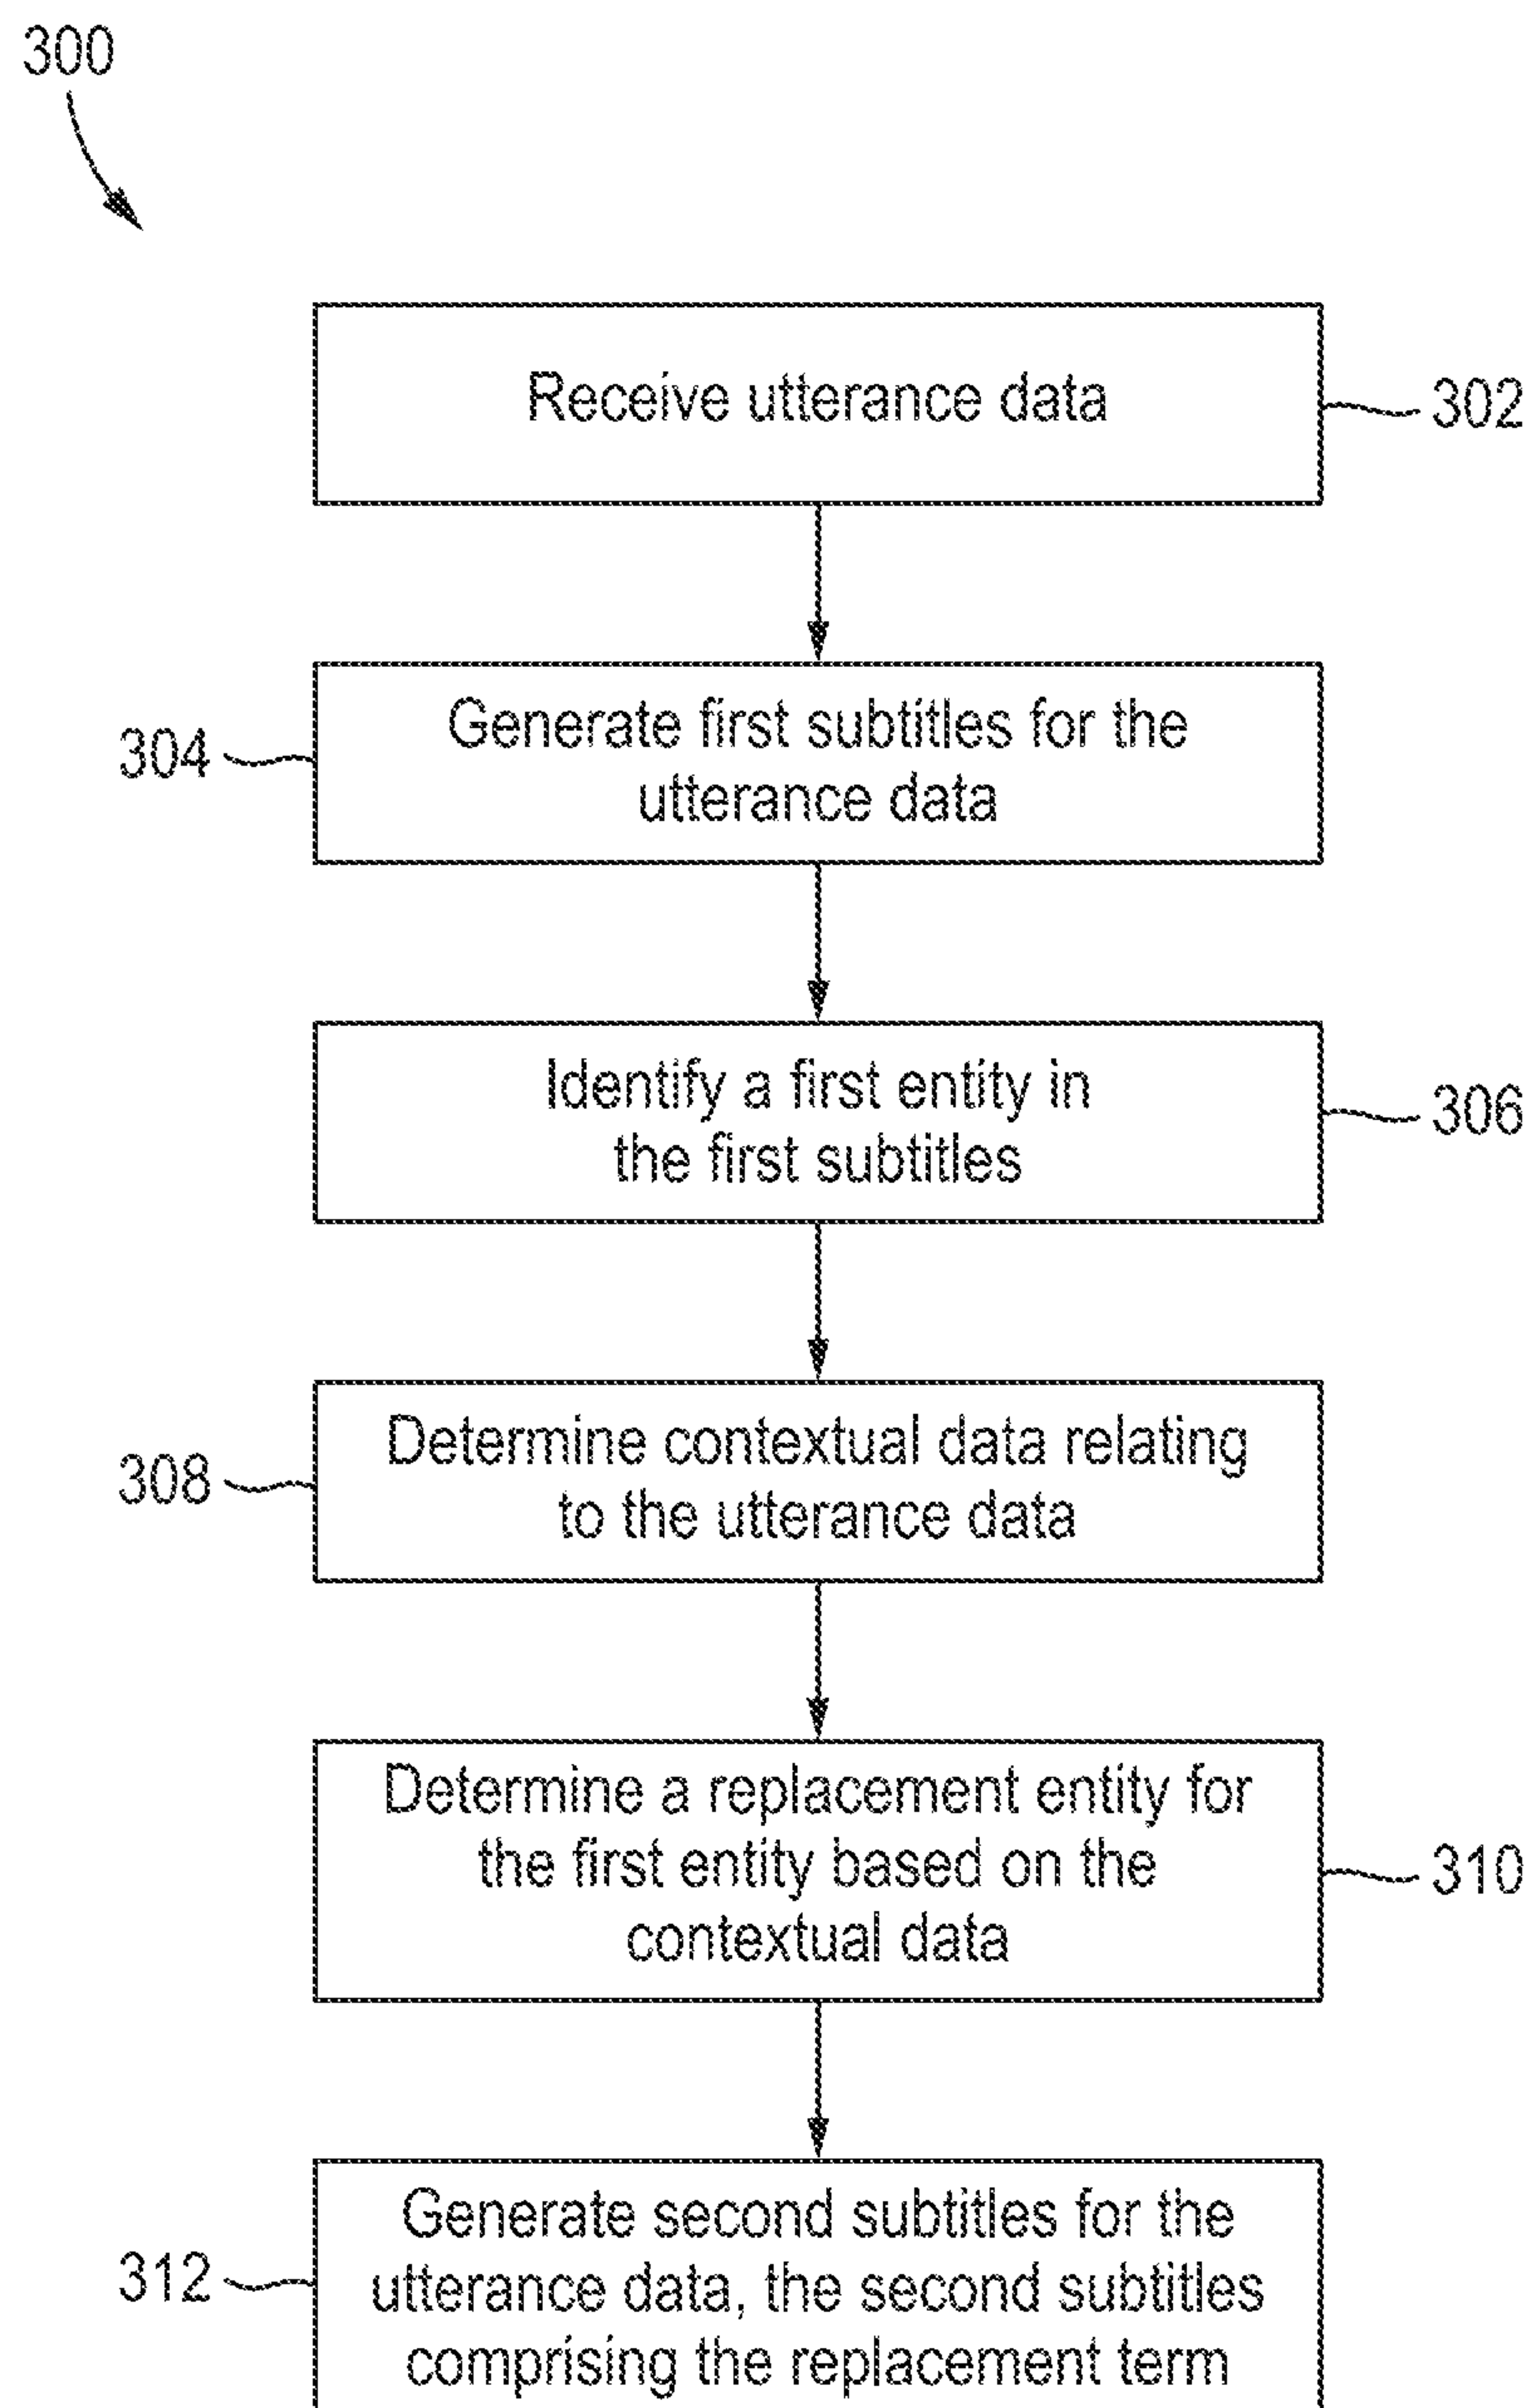 300
Receive utterance data
302
Generate first subtitles for the
utterance data
304
Identify a first entity in
the first subtitles
306
Determine contextual data relating
to the utterance data
308
Determine a replacement entity for
the first entity based on the
contextual data
310
Generate second subtitles for the
utterance data, the second subtitles
comprising the replacement term
312